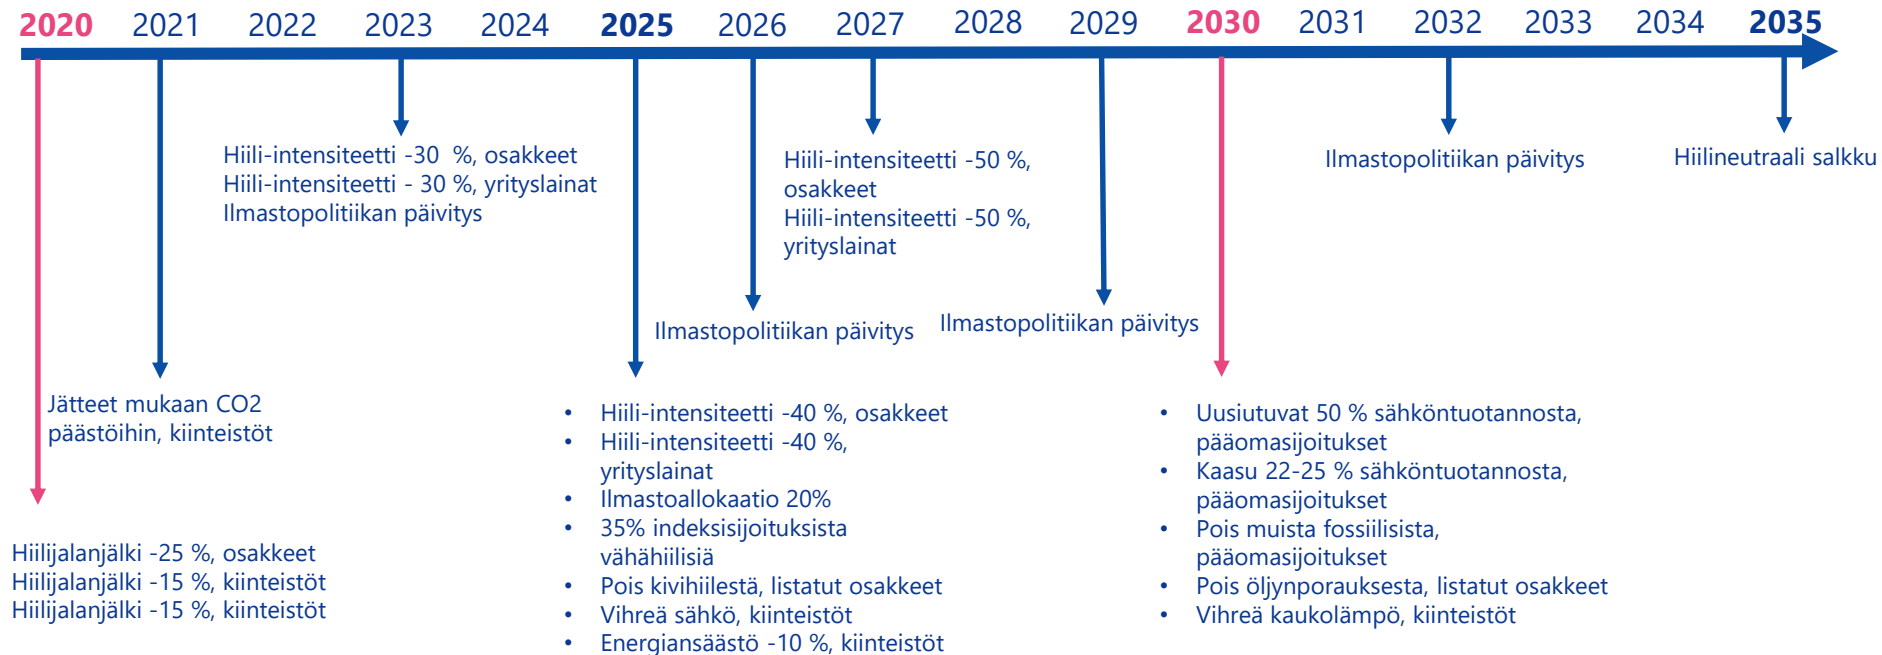 2020 2021 2022 2023 2024 2025 2026 2027 2028 2029 2030 2031 2032 2033 2034 2035
Hiili-intensiteetti -30 %, osakkeet
Hiili-intensiteetti - 30 %, yrityslainat
Ilmastopolitiikan päivitys
Hiili-intensiteetti -50 %,
osakkeet
Hiili-intensiteetti -50 %,
yrityslainat
Ilmastopolitiikan päivitys
Hiilineutraali salkku
Ilmastopolitiikan päivitys
Ilmastopolitiikan päivitys
Jätteet mukaan CO2
päästöihin, kiinteistöt
Hiilijalanjälki -25 %, osakkeet
Hiilijalanjälki -15 %, kiinteistöt
Hiilijalanjälki -15 %, kiinteistöt
• Hiili-intensiteetti -40 %, osakkeet
• Hiili-intensiteetti -40 %,
yrityslainat
• Ilmastoallokaatio 20%
• 35% indeksisijoituksista
vähähiilisiä
• Pois kivihiilestä, listatut osakkeet
• Vihreä sähkö, kiinteistöt
• Energiansäästö -10 %, kiinteistöt
• Uusiutuvat 50 % sähköntuotannosta,
pääomasijoitukset
• Kaasu 22-25 % sähköntuotannosta,
pääomasijoitukset
• Pois muista fossiilisista,
pääomasijoitukset
• Pois öljynporauksesta, listatut osakkeet
• Vihreä kaukolämpö, kiinteistöt